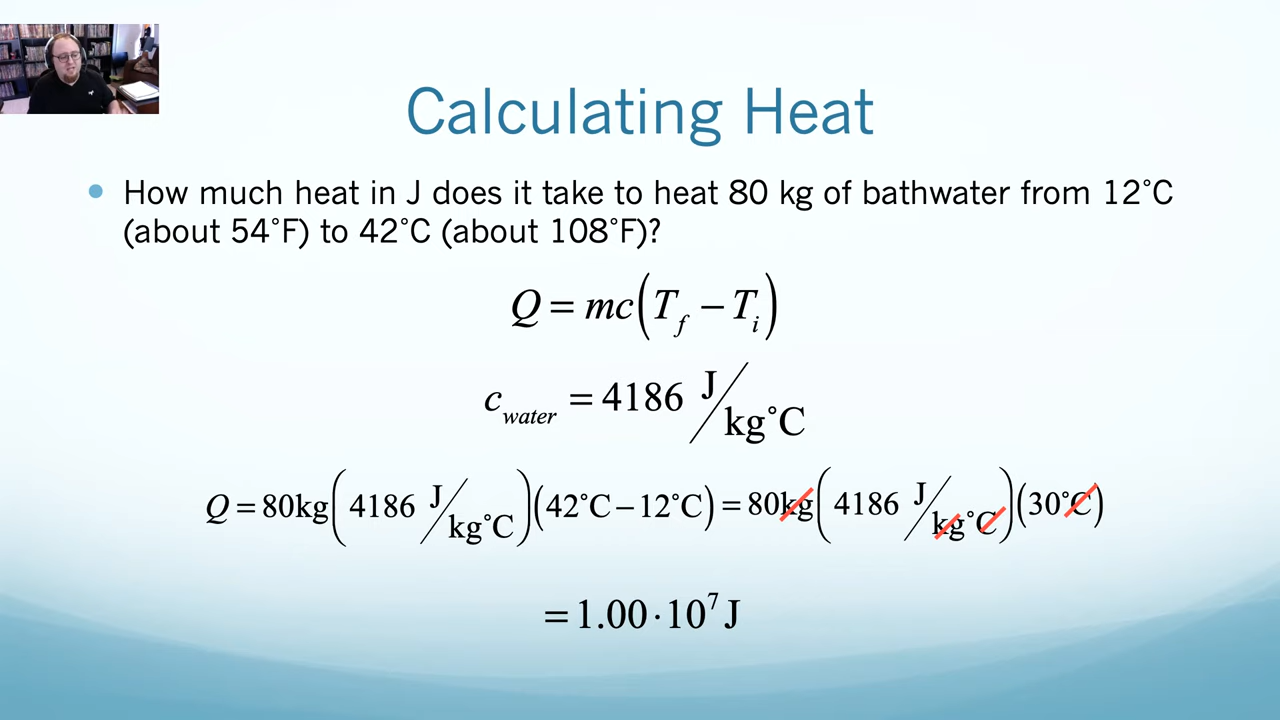 Calculating Heat
• How much heat in J does it take to heat 80 kg of bathwater from 12˚C
(about 54˚F) to 42˚C (about 108˚F)?
Q = mc(T_f − T_i)
c_water = 4186 J/kg˚C
Q = 80kg(4186 J/kg˚C)(42˚C − 12˚C) = 80kg(4186 J/kg˚C)(30˚C)
= 1.00·10⁷ J